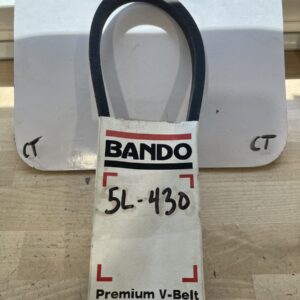 CT
CT
BANDO
5L-430
Premium V-Belt